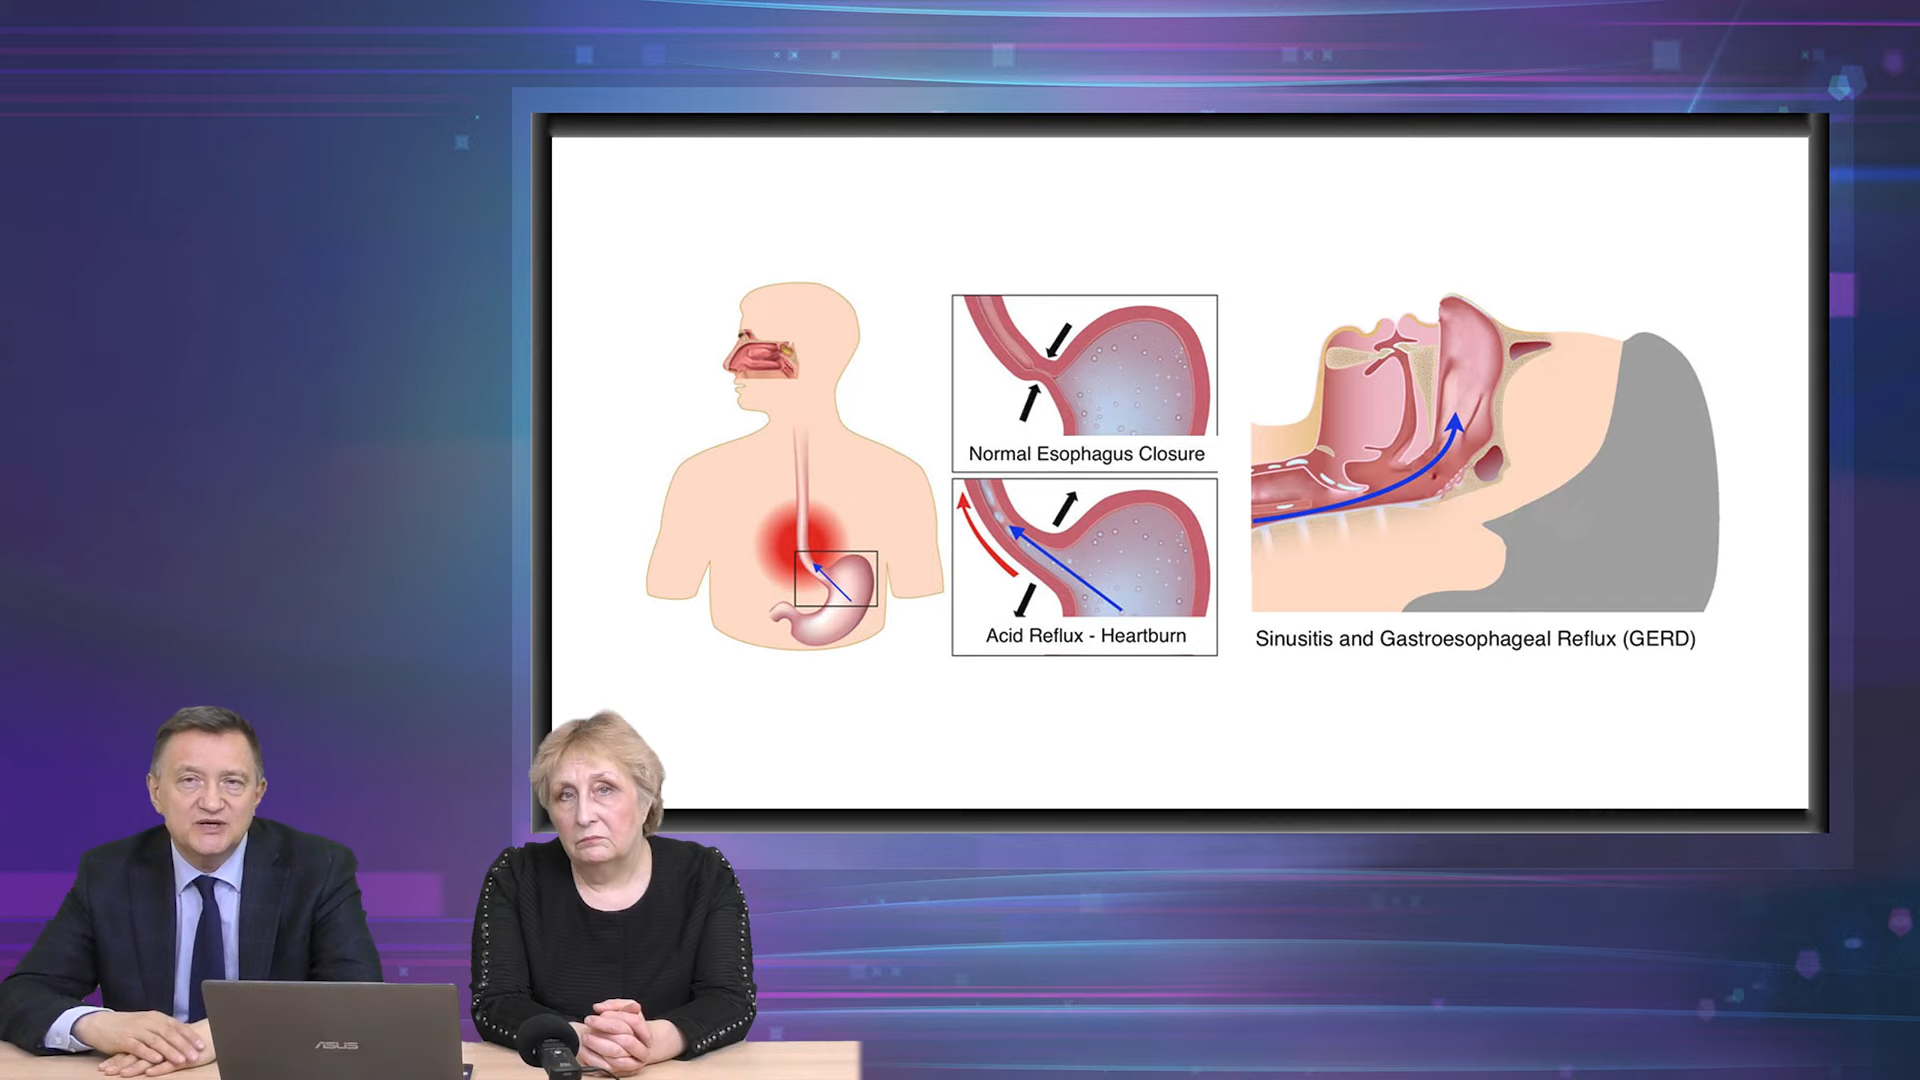 Normal Esophagus Closure
Acid Reflux - Heartburn
Sinusitis and Gastroesophageal Reflux (GERD)
ASUS